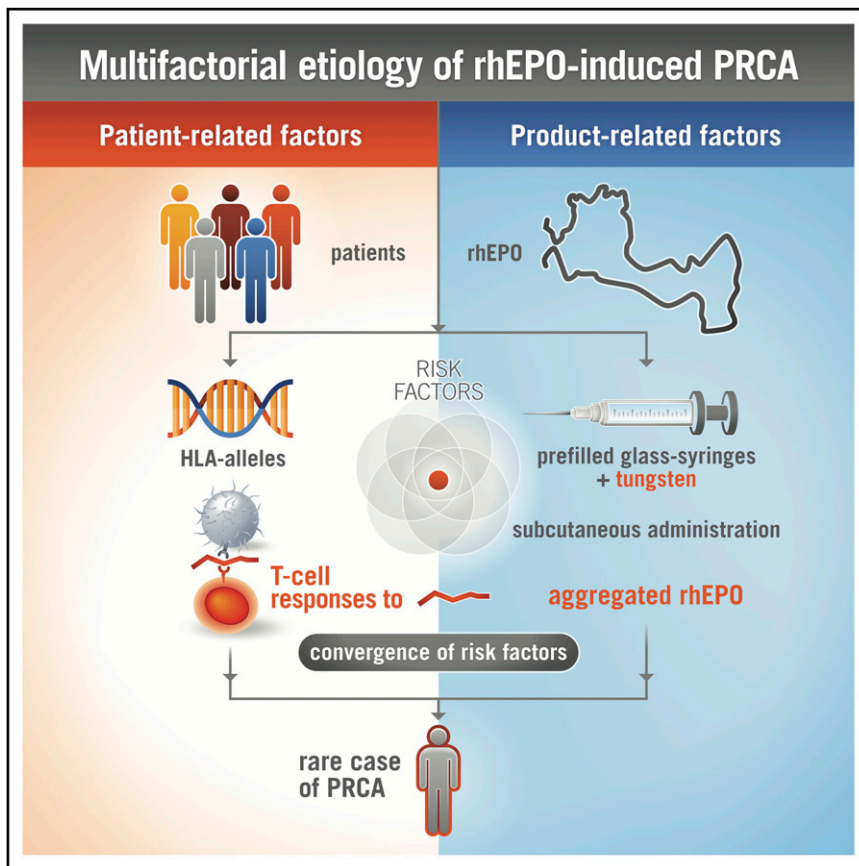 Multifactorial etiology of rhEPO-induced PRCA
Patient-related factors
Product-related factors
patients
rhEPO
RISK
FACTORS
HLA-alleles
prefilled glass-syringes
+ tungsten
subcutaneous administration
T-cell
responses to
aggregated rhEPO
convergence of risk factors
rare case
of PRCA